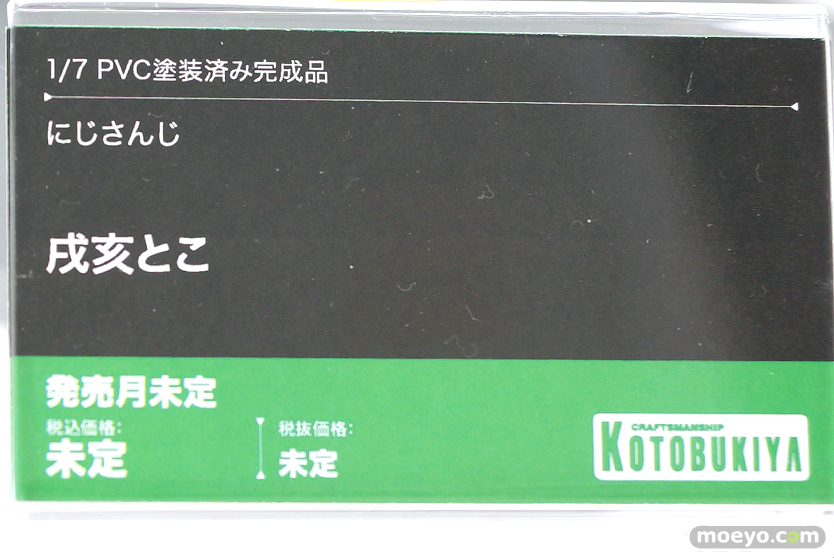 1/7 PVC塗装済み完成品
にじさんじ
戌亥とこ
発売月未定
税込価格:
未定
税抜価格:
未定
CRAFTSMANSHIP
KOTOBUKIYA
moeyo.com